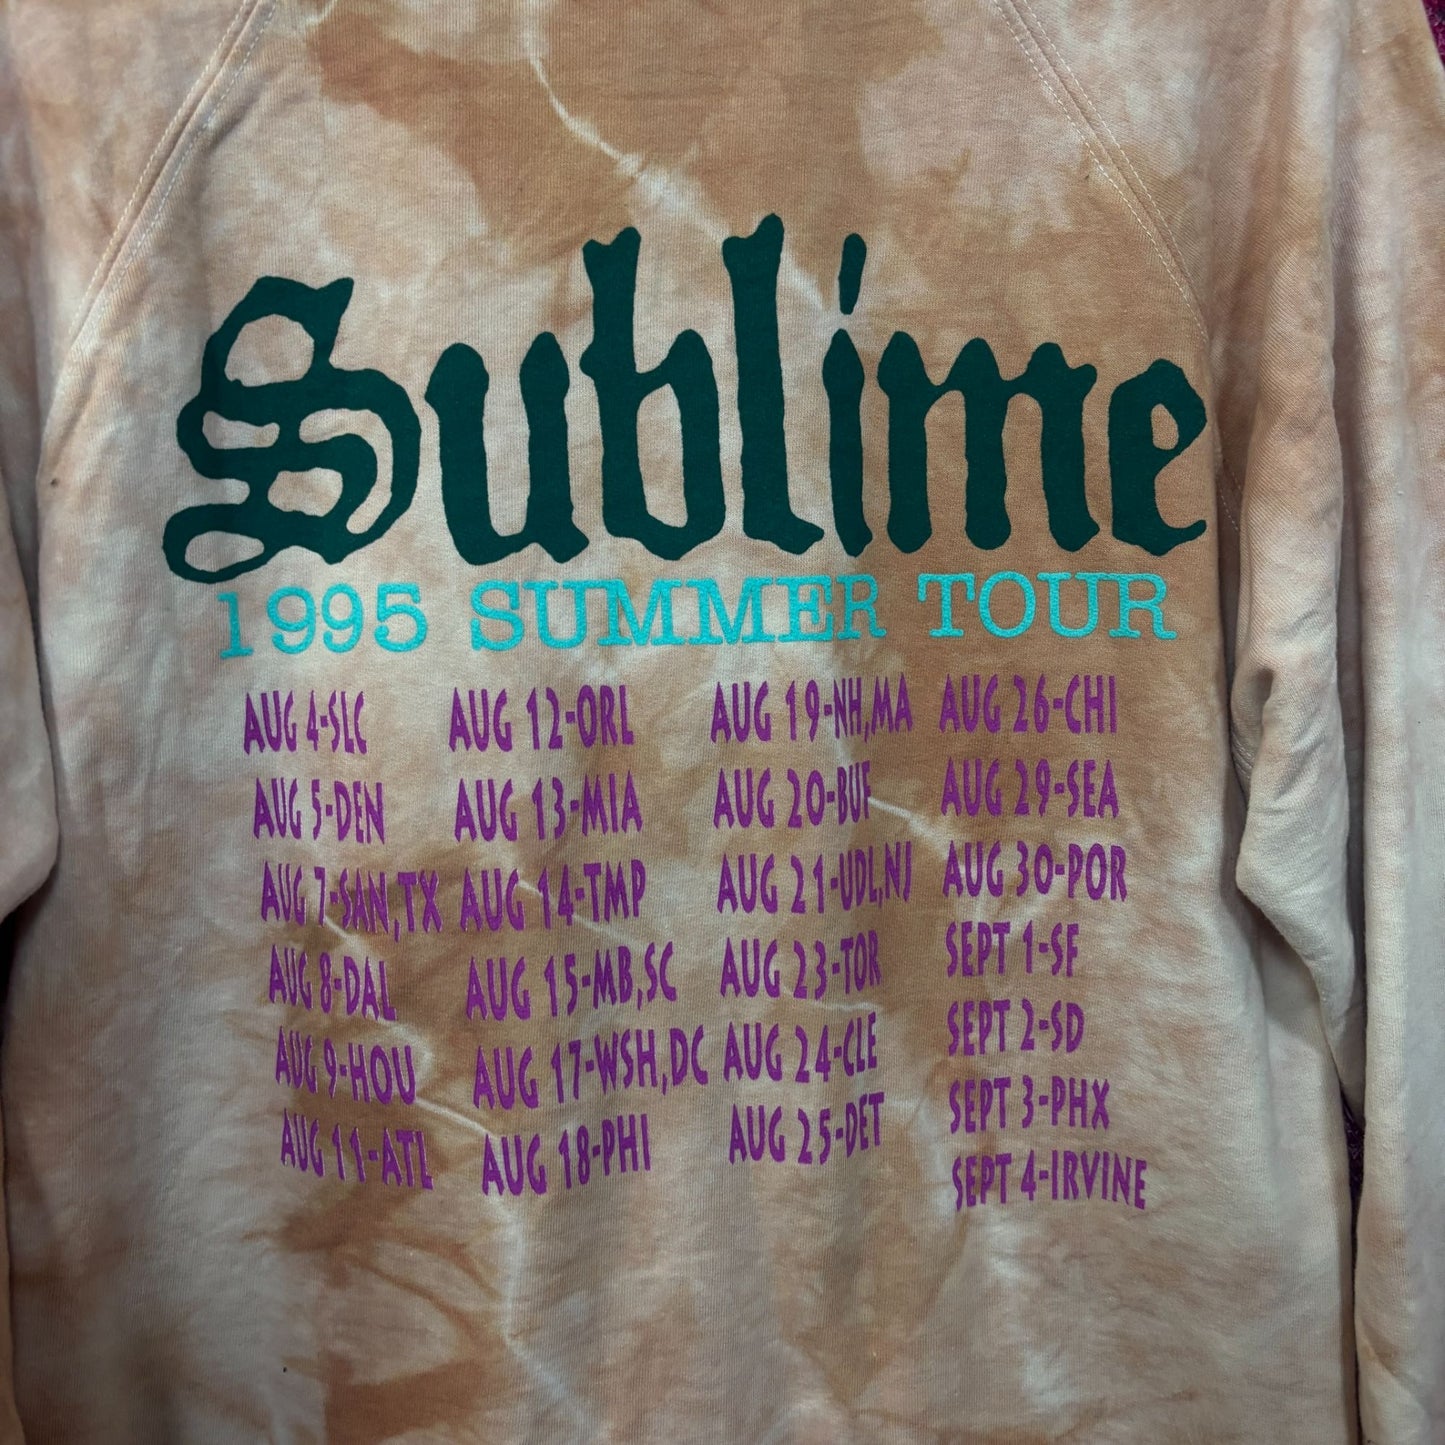 Sublime
1995 SUMMER TOUR
AUG 4-SLC
AUG 5-DEN
AUG 7-SAN,TX
AUG 8-DAL
AUG 9-HOU
AUG 11-ATL
AUG 12-ORL
AUG 13-MIA
AUG 14-TMP
AUG 15-MB,SC
AUG 17-WSH,DC
AUG 18-PHI
AUG 19-NH,MA
AUG 20-BUF
AUG 21-UDL,NJ
AUG 23-TOR
AUG 24-CLE
AUG 25-DET
AUG 26-CHI
AUG 29-SEA
AUG 30-POR
SEPT 1-SF
SEPT 2-SD
SEPT 3-PHX
SEPT 4-IRVINE